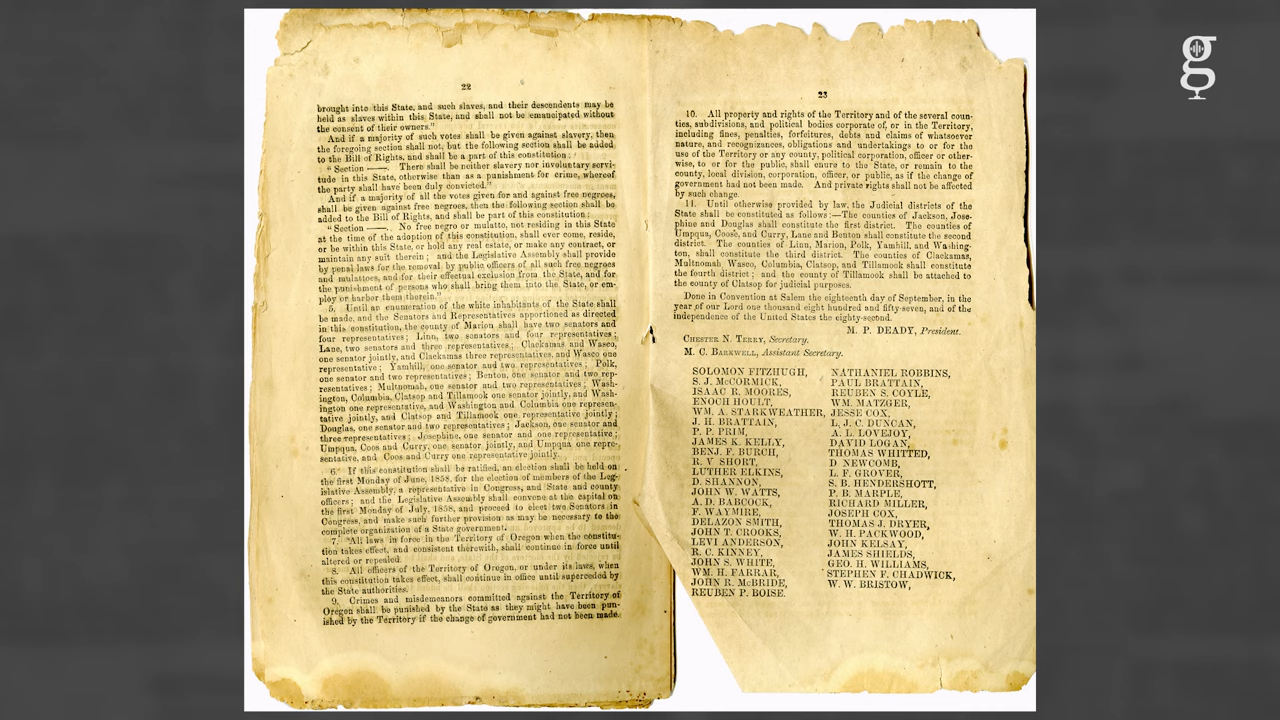 22
brought into this State, and such slaves, and their descendents may be
held as slaves within this State, and shall not be emancipated without
the consent of their owners."
And if a majority of such votes shall be given against slavery, then
the foregoing section shall not, but the following section shall be added
to the Bill of Rights, and shall be a part of this constitution:
"Section ——. There shall be neither slavery nor involuntary servi-
tude in this State, otherwise than as a punishment for crime, whereof
the party shall have been duly convicted."
And if a majority of all the votes given for and against free negroes,
shall be given against free negroes, then the following section shall be
added to the Bill of Rights, and shall be part of this constitution:
"Section ——. No free negro or mulatto, not residing in this State
at the time of the adoption of this constitution, shall ever come, reside,
or be within this State, or hold any real estate, or make any contract, or
maintain any suit therein; and the Legislative Assembly shall provide
by penal laws for the removal by public officers of all such free negroes
and mulattoes, and for their effectual exclusion from the State, and for
the punishment of persons who shall bring them into the State, or em-
ploy or harbor them therein."
5. Until an enumeration of the white inhabitants of the State shall
be made, and the Senators and Representatives apportioned as directed
in this constitution, the county of Marion shall have two senators and
four representatives; Linn, two senators and four representatives;
Lane, two senators and three representatives; Clackamas and Wasco,
one senator jointly, and Clackamas three representatives, and Wasco one
representative; Yamhill, one senator and two representatives; Polk,
one senator and two representatives; Benton, one senator and two rep-
resentatives; Multnomah, one senator and two representatives; Wash-
ington, Columbia, Clatsop and Tillamook one senator jointly, and Wash-
ington one representative, and Washington and Columbia one represen-
tative jointly, and Clatsop and Tillamook one representative jointly;
Douglas, one senator and two representatives; Jackson, one senator and
three representatives; Josephine, one senator and one representative;
Umpqua, Coos and Curry, one senator jointly, and Umpqua one repre-
sentative, and Coos and Curry one representative jointly.
6. If this constitution shall be ratified, an election shall be held on
the first Monday of June, 1858, for the election of members of the Leg-
islative Assembly, a representative in Congress, and State and county
officers; and the Legislative Assembly shall convene at the capital on
the first Monday of July, 1858, and proceed to elect two Senators in
Congress, and make such further provision as may be necessary to the
complete organization of a State government.
7. All laws in force in the Territory of Oregon when the constitu-
tion takes effect, and consistent therewith, shall continue in force until
altered or repealed.
8. All officers of the Territory of Oregon, or under its laws, when
this constitution takes effect, shall continue in office until superceded by
the State authorities.
9. Crimes and misdemeanors committed against the Territory of
Oregon shall be punished by the State as they might have been pun-
ished by the Territory if the change of government had not been made.
23
10. All property and rights of the Territory and of the several coun-
ties, subdivisions, and political bodies corporate of, or in the Territory,
including fines, penalties, forfeitures, debts and claims of whatsoever
nature, and recognizances, obligations and undertakings to or for the
use of the Territory or any county, political corporation, officer or other-
wise, to or for the public, shall enure to the State, or remain to the
county, local division, corporation, officer, or public, as if the change of
government had not been made. And private rights shall not be affected
by such change.
11. Until otherwise provided by law, the Judicial districts of the
State shall be constituted as follows:—The counties of Jackson, Jose-
phine and Douglas shall constitute the first district. The counties of
Umpqua, Coose, and Curry, Lane and Benton shall constitute the second
district. The counties of Linn, Marion, Polk, Yamhill, and Washing-
ton, shall constitute the third district. The counties of Clackamas,
Multnomah, Wasco, Columbia, Clatsop, and Tillamook shall constitute
the fourth district; and the county of Tillamook shall be attached to
the county of Clatsop for judicial purposes.
Done in Convention at Salem the eighteenth day of September, in the
year of our Lord one thousand eight hundred and fifty-seven, and of the
independence of the United States the eighty-second.
M. P. DEADY, President.
CHESTER N. TERRY, Secretary.
M. C. BARKWELL, Assistant Secretary.
SOLOMON FITZHUGH, NATHANIEL ROBBINS,
S. J. McCORMICK, PAUL BRATTAIN,
ISAAC R. MOORES, REUBEN S. COYLE,
ENOCH HOULT, WM. MATZGER,
WM. A. STARKWEATHER, JESSE COX,
J. H. BRATTAIN, L. J. C. DUNCAN,
P. P. PRIM, A. L. LOVEJOY,
JAMES K. KELLY, DAVID LOGAN,
BENJ. F. BURCH, THOMAS WHITTED,
R. V SHORT, D NEWCOMB,
LUTHER ELKINS, L. F. GROVER,
D. SHANNON, S. B. HENDERSHOTT,
JOHN W. WATTS, P. B. MARPLE,
A. D. BABCOCK, RICHARD MILLER,
F. WAYMIRE, JOSEPH COX,
DELAZON SMITH, THOMAS J. DRYER,
JOHN T. CROOKS, W. H. PACKWOOD,
LEVI ANDERSON, JOHN KELSAY,
R. C. KINNEY, JAMES SHIELDS,
JOHN S. WHITE, GEO. H. WILLIAMS,
WM. H. FARRAR, STEPHEN F. CHADWICK,
JOHN R. McBRIDE, W. W. BRISTOW,
REUBEN P. BOISE.
g